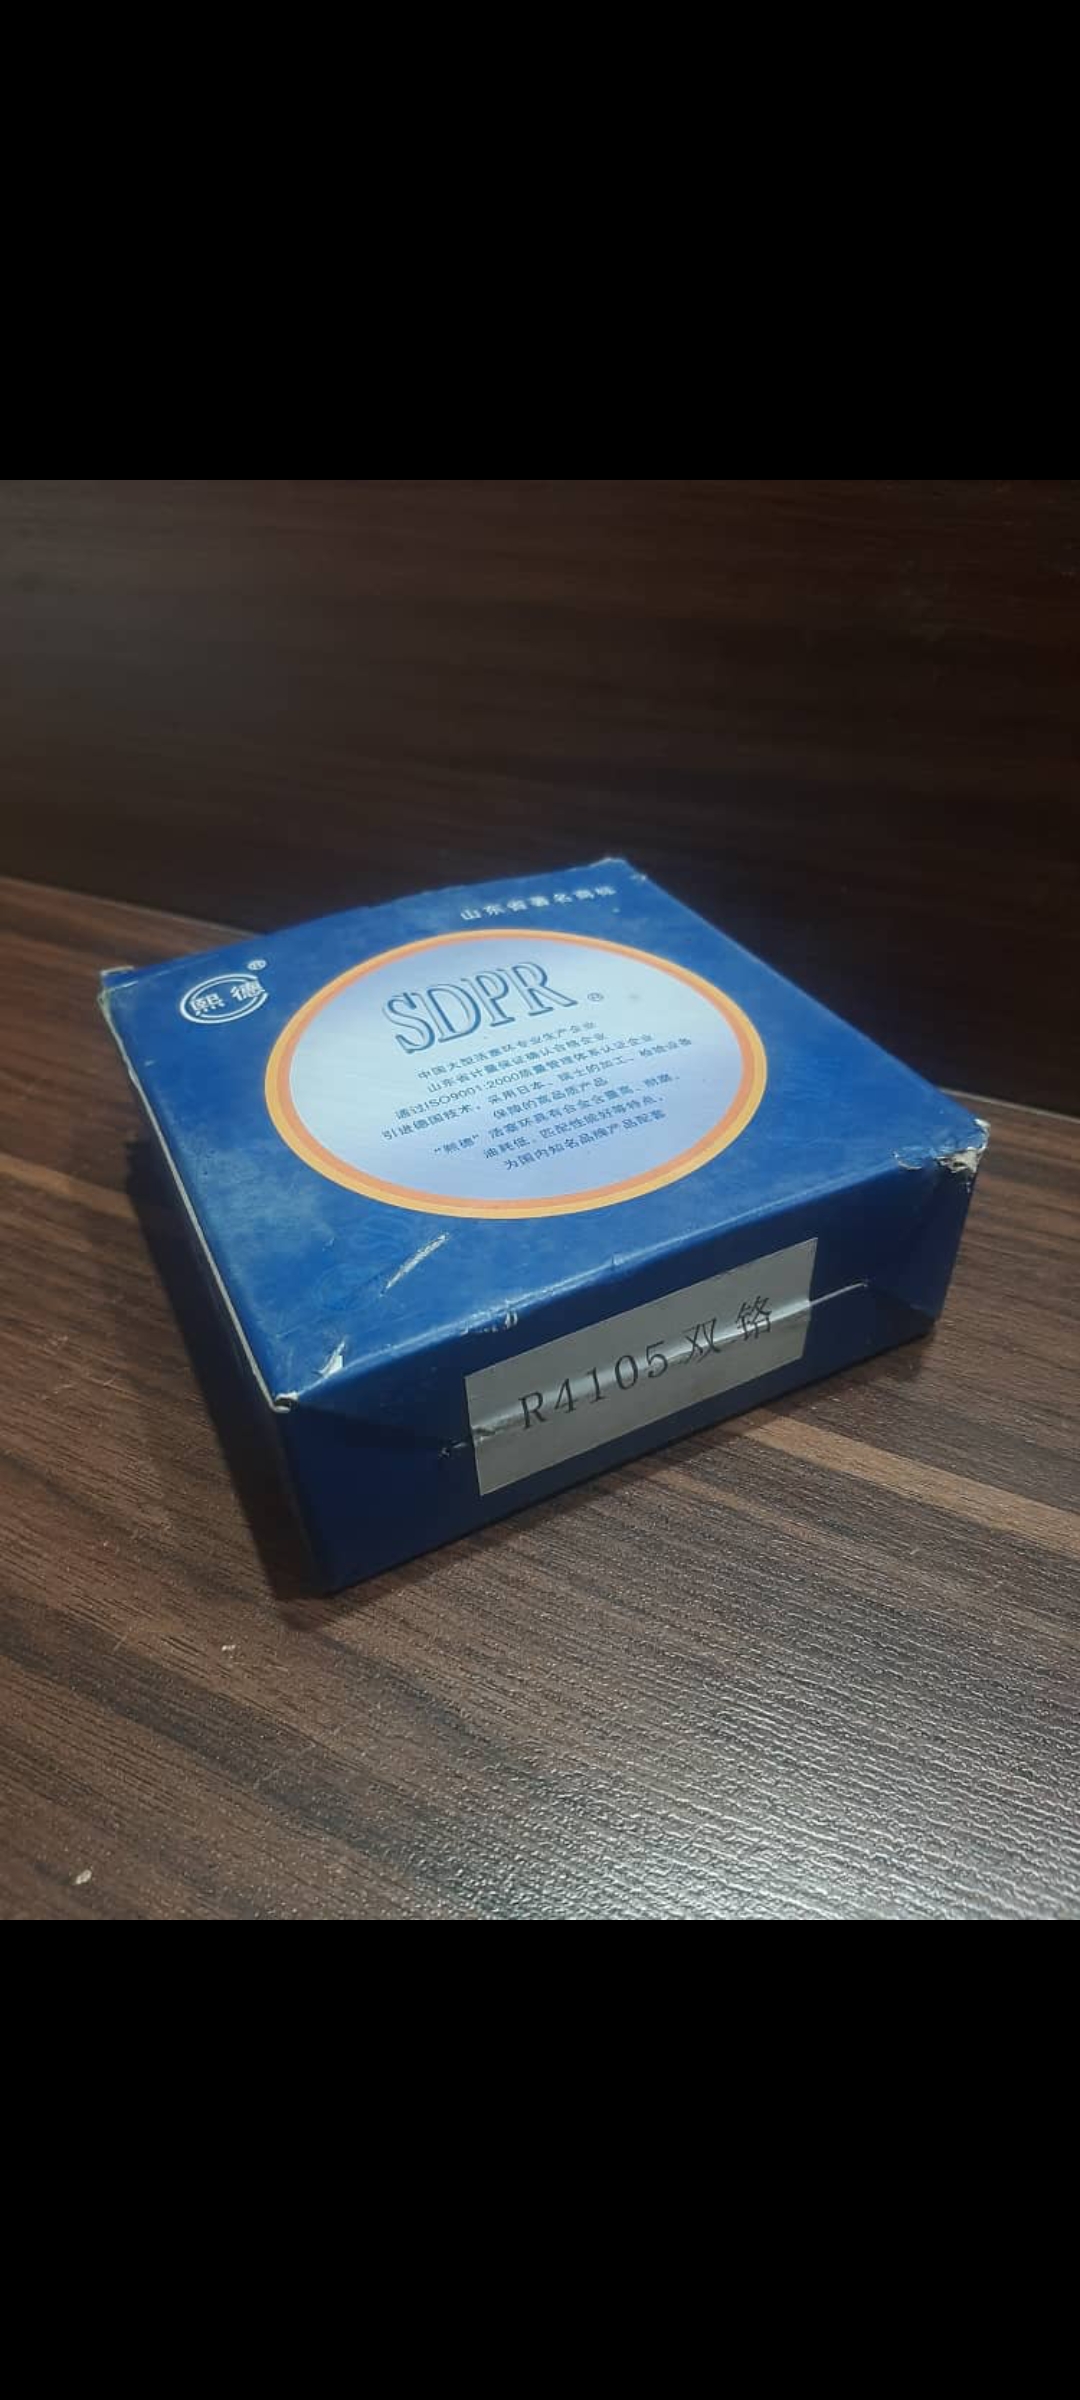 山东省著名商标
熙德®
SDPR®
中国大型活塞环专业生产企业
山东省计量保证确认合格企业
通过ISO9001:2000质量管理体系认证企业
引进德国技术，采用日本、瑞士的加工、检验设备
保障的高品质产品
“熙德”活塞环具有合金含量高、耐磨、
油耗低、匹配性能好等特点，
为国内知名品牌产品配套
R4105双铬